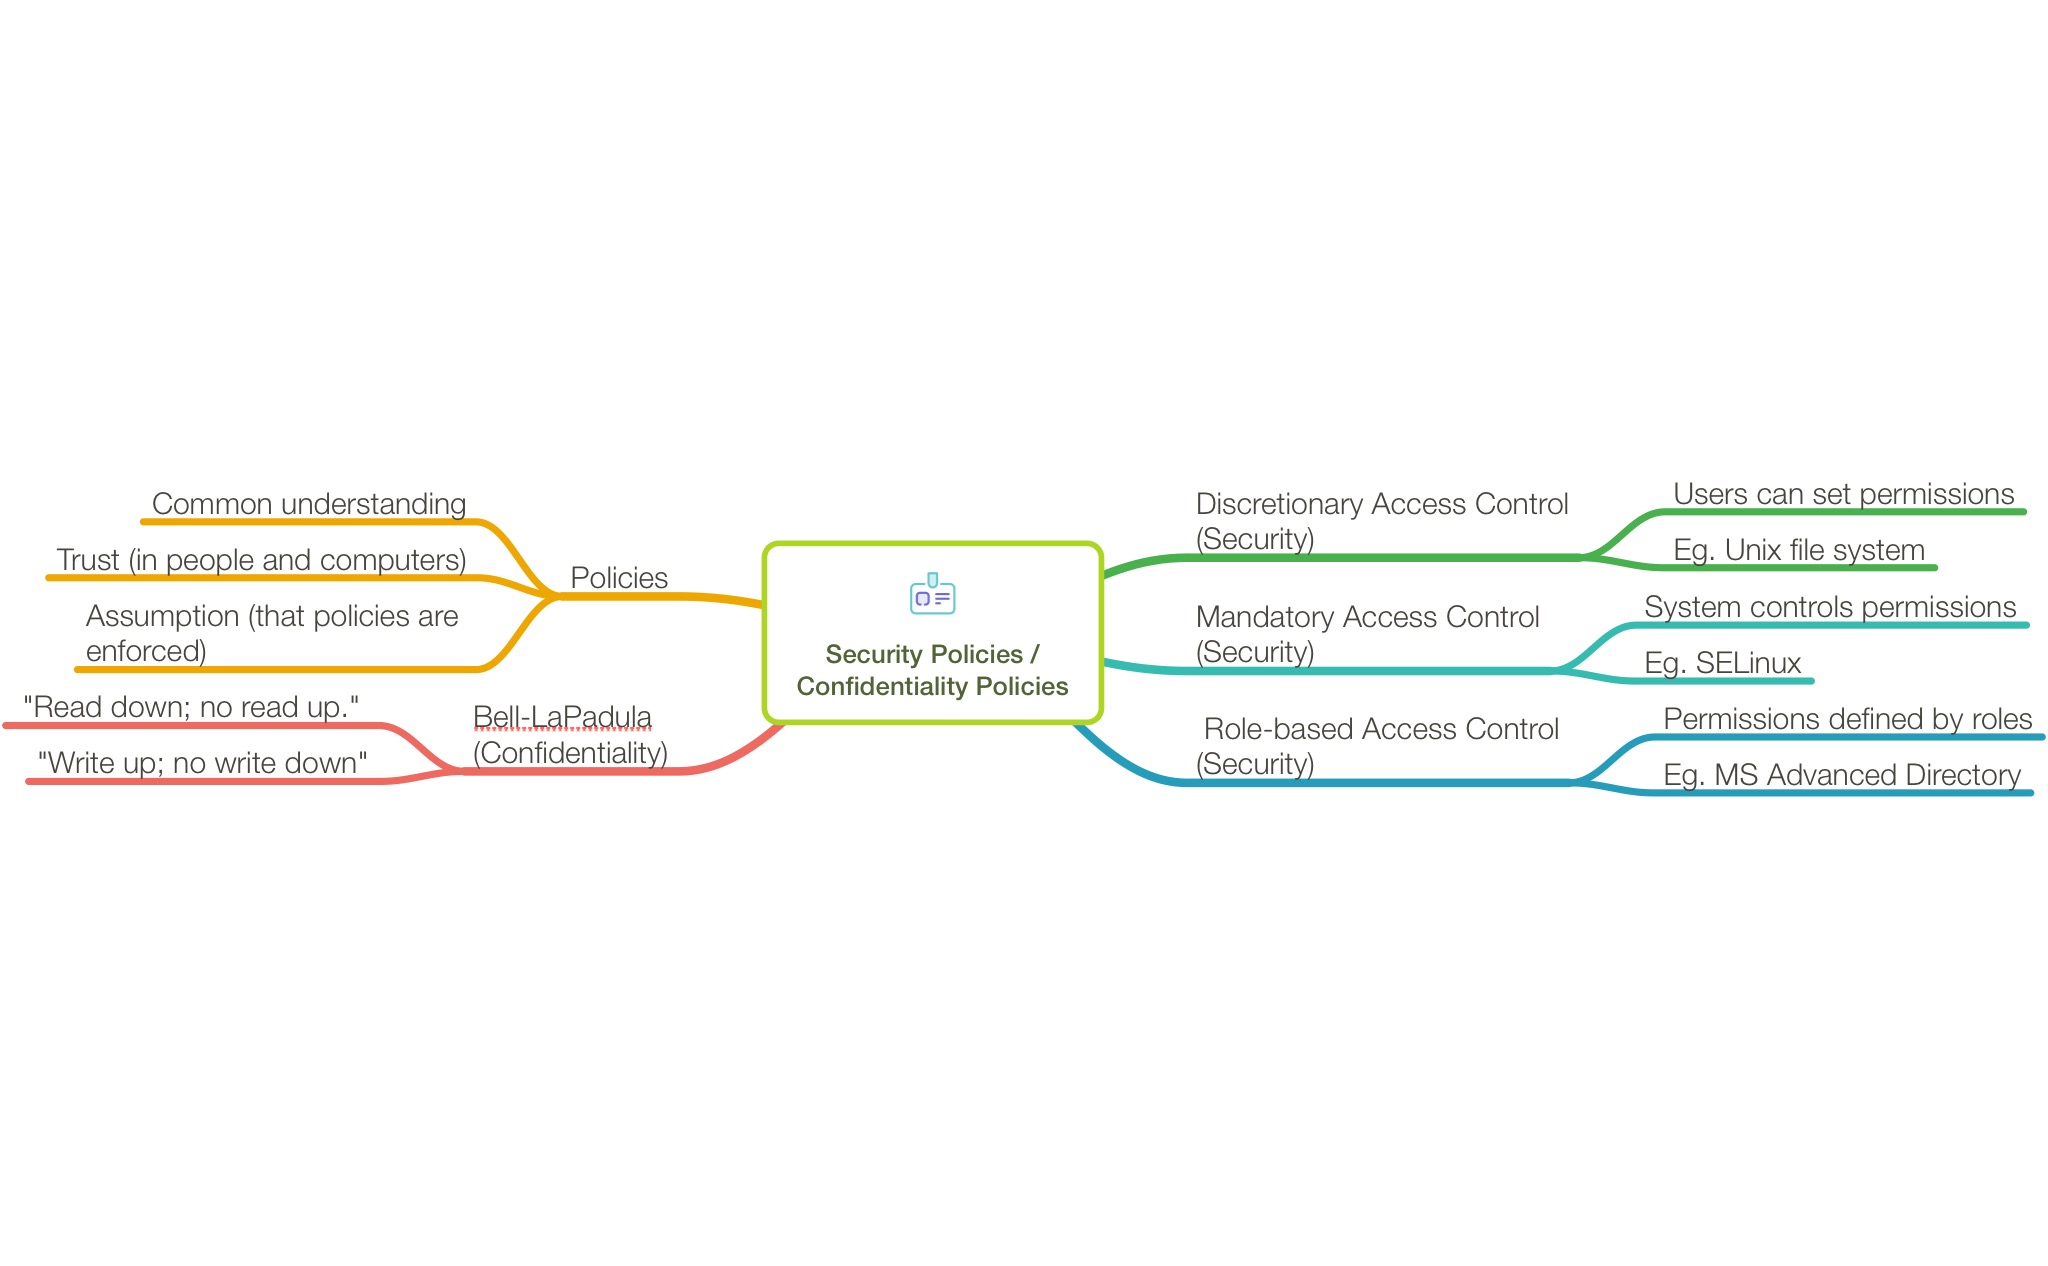 Security Policies /
Confidentiality Policies
Policies
Common understanding
Trust (in people and computers)
Assumption (that policies are
enforced)
Bell-LaPadula
(Confidentiality)
"Read down; no read up."
"Write up; no write down"
Discretionary Access Control
(Security)
Users can set permissions
Eg. Unix file system
Mandatory Access Control
(Security)
System controls permissions
Eg. SELinux
Role-based Access Control
(Security)
Permissions defined by roles
Eg. MS Advanced Directory